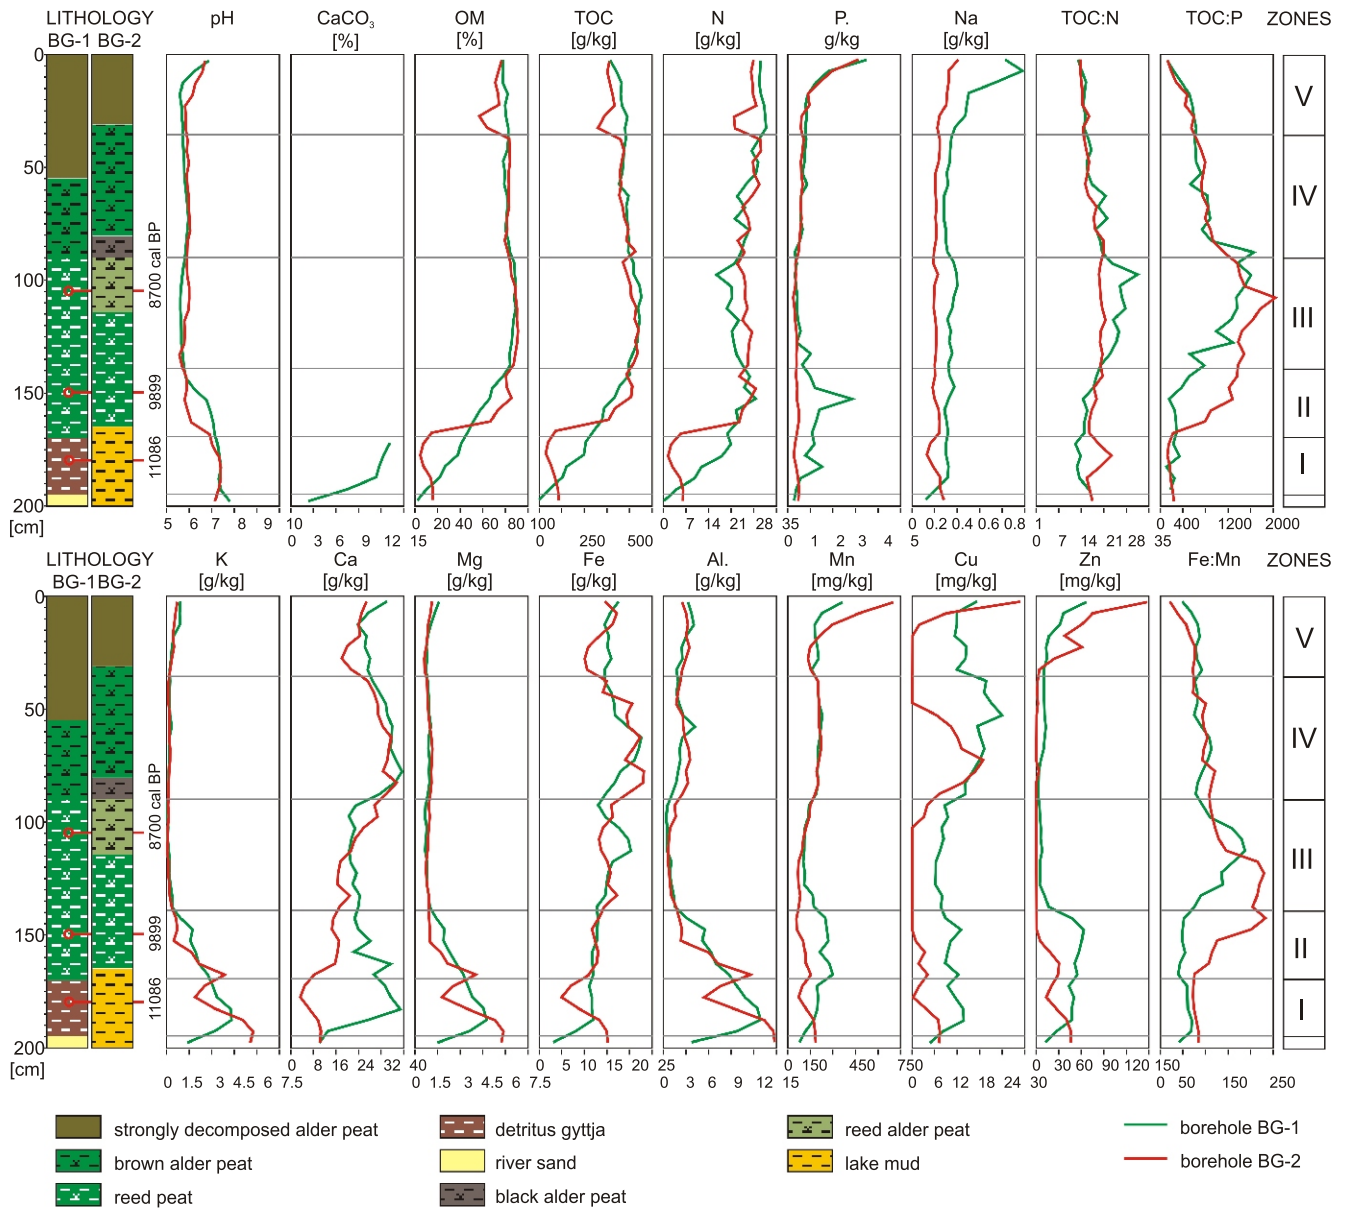 LITHOLOGY pH CaCO₃ OM TOC N P. Na TOC:N TOC:P ZONES
BG-1 BG-2 [%] [%] [g/kg] [g/kg] g/kg [g/kg]
0
V
50
IV
8700 cal BP
100
III
9899
150
II
11086
I
200
5 6 7 8 9 10 0 20 40 60 80 100 0 7 14 21 28 35 0 0.2 0.4 0.6 0.8 1 0 400 1200 2000
[cm]
0 3 6 9 12 15 0 250 500 0 1 2 3 4 5 0 7 14 21 28 35
LITHOLOGY K Ca Mg Fe Al. Mn Cu Zn Fe:Mn ZONES
BG-1 BG-2 [g/kg] [g/kg] [g/kg] [g/kg] [g/kg] [mg/kg] [mg/kg] [mg/kg]
0
V
50
IV
8700 cal BP
100
III
9899
150
II
11086
I
200
0 8 16 24 32 40 0 5 10 15 20 25 0 150 450 750 0 30 60 90 120 150
[cm]
0 1.5 3 4.5 6 7.5 0 1.5 3 4.5 6 7.5 0 3 6 9 12 15 0 6 12 18 24 30 50 150 250
strongly decomposed alder peat detritus gyttja reed alder peat borehole BG-1
brown alder peat river sand lake mud borehole BG-2
reed peat black alder peat